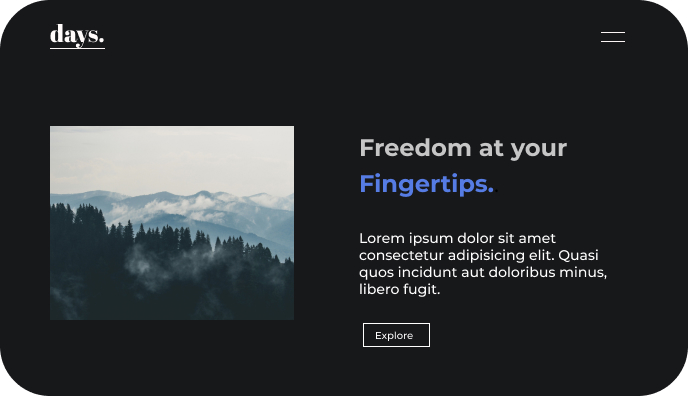 days.
Freedom at your
Fingertips.
Lorem ipsum dolor sit amet
consectetur adipisicing elit. Quasi
quos incidunt aut doloribus minus,
libero fugit.
Explore